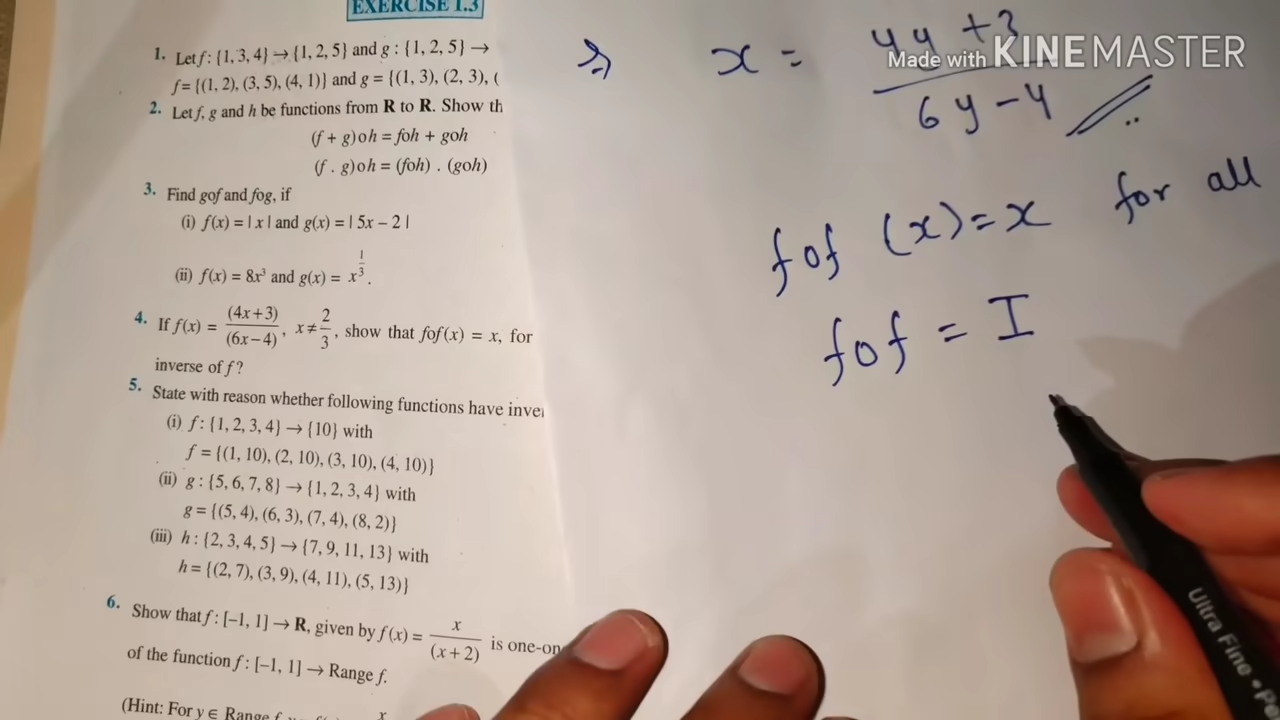 EXERCISE 1.3
1. Let f : {1, 3, 4} → {1, 2, 5} and g : {1, 2, 5} →
f = {(1, 2), (3, 5), (4, 1)} and g = {(1, 3), (2, 3), (
2. Let f, g and h be functions from R to R. Show th
(f + g) o h = foh + goh
(f . g) o h = (foh) . (goh)
3. Find gof and fog, if
(i) f(x) = | x | and g(x) = | 5x – 2 |
(ii) f(x) = 8x³ and g(x) = x^(1/3).
4. If f(x) = (4x+3)/(6x–4), x ≠ 2/3, show that fof(x) = x, for
inverse of f?
5. State with reason whether following functions have inve
(i) f : {1, 2, 3, 4} → {10} with
f = {(1, 10), (2, 10), (3, 10), (4, 10)}
(ii) g : {5, 6, 7, 8} → {1, 2, 3, 4} with
g = {(5, 4), (6, 3), (7, 4), (8, 2)}
(iii) h : {2, 3, 4, 5} → {7, 9, 11, 13} with
h = {(2, 7), (3, 9), (4, 11), (5, 13)}
6. Show that f : [–1, 1] → R, given by f(x) = x/(x+2) is one-on
of the function f : [–1, 1] → Range f.
(Hint: For y ∈ Range f
x = 4y + 3 / 6y – 4
Made with KINEMASTER
fof (x) = x for all
fof = I
Ultra Fine